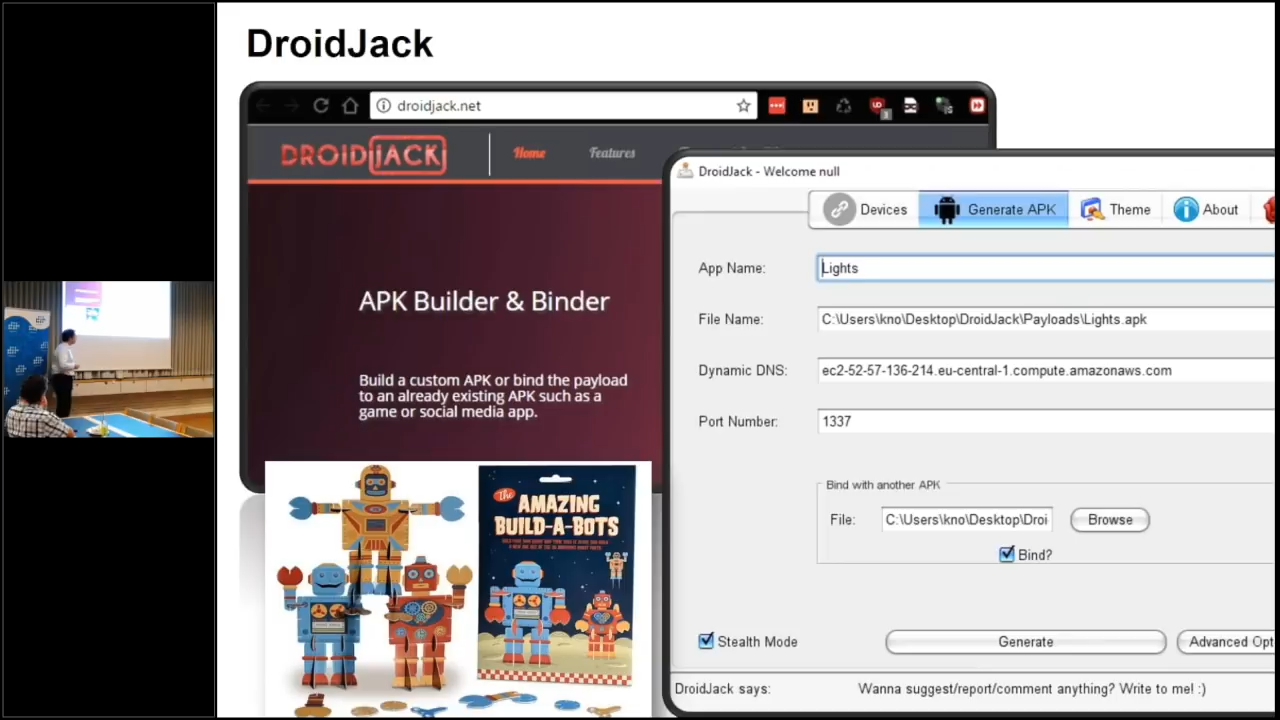 DroidJack
droidjack.net
DROIDJACK
Home
Features
APK Builder & Binder
Build a custom APK or bind the payload
to an already existing APK such as a
game or social media app.
The
AMAZING
BUILD-A-BOTS
DroidJack - Welcome null
Devices
Generate APK
Theme
About
App Name:
Lights
File Name:
C:\Users\kno\Desktop\DroidJack\Payloads\Lights.apk
Dynamic DNS:
ec2-52-57-136-214.eu-central-1.compute.amazonaws.com
Port Number:
1337
Bind with another APK
File:
C:\Users\kno\Desktop\Droi
Browse
Bind?
Stealth Mode
Generate
Advanced Opt
DroidJack says:
Wanna suggest/report/comment anything? Write to me! :)